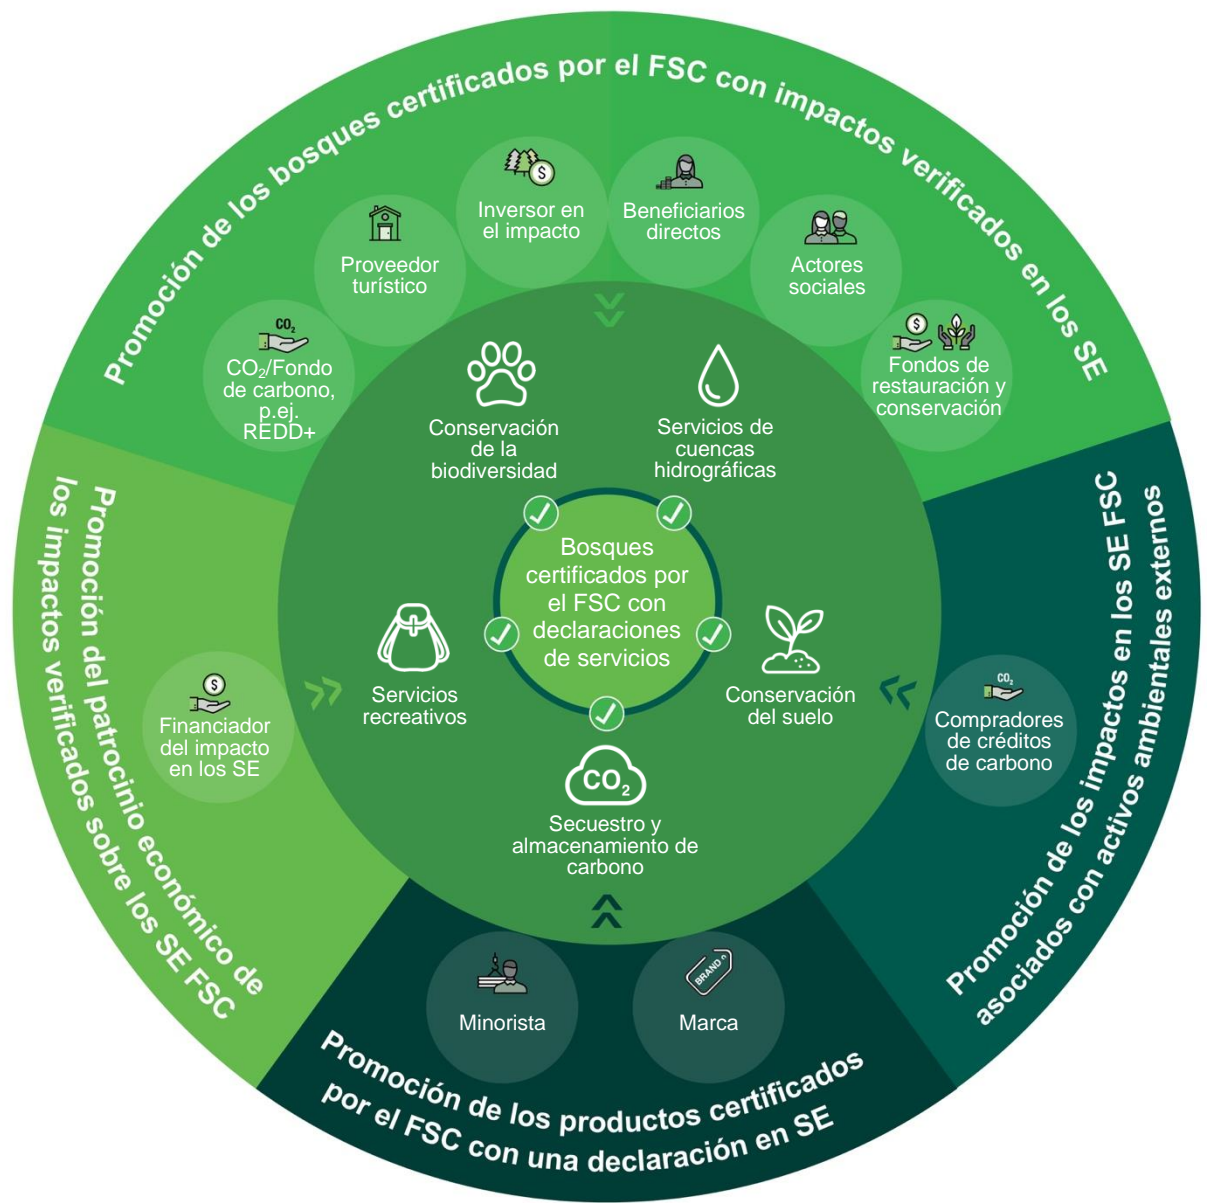 Promoción de los bosques certificados por el FSC con impactos verificados en los SE
CO₂
CO₂/Fondo
de carbono,
p.ej.
REDD+
Proveedor
turístico
$
Inversor en
el impacto
Beneficiarios
directos
Actores
sociales
$
Fondos de
restauración y
conservación
Conservación
de la
biodiversidad
Servicios de
cuencas
hidrográficas
Bosques
certificados por
el FSC con
declaraciones
de servicios
Servicios
recreativos
Conservación
del suelo
CO₂
Secuestro y
almacenamiento de
carbono
Promoción del patrocinio económico de
los impactos verificados sobre los SE FSC
$
Financiador
del impacto
en los SE
Promoción de los impactos en los SE FSC
asociados con activos ambientales externos
CO₂
Compradores
de créditos
de carbono
Minorista
BRAND
Marca
Promoción de los productos certificados
por el FSC con una declaración en SE